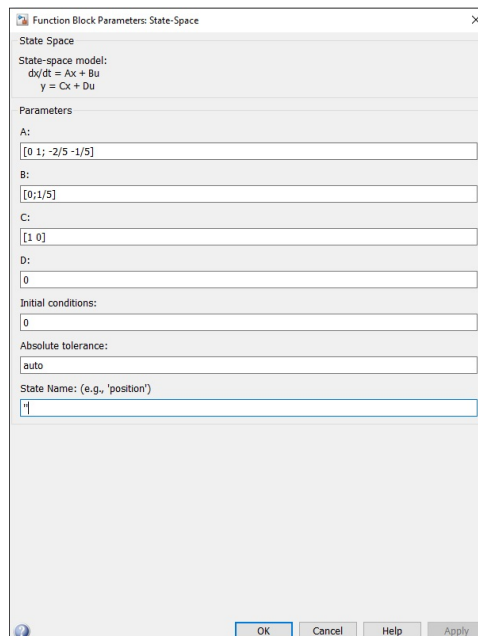 Function Block Parameters: State-Space
State Space
State-space model:
dx/dt = Ax + Bu
y = Cx + Du
Parameters
A:
[0 1; -2/5 -1/5]
B:
[0;1/5]
C:
[1 0]
D:
0
Initial conditions:
0
Absolute tolerance:
auto
State Name: (e.g., 'position')
''
OK Cancel Help Apply